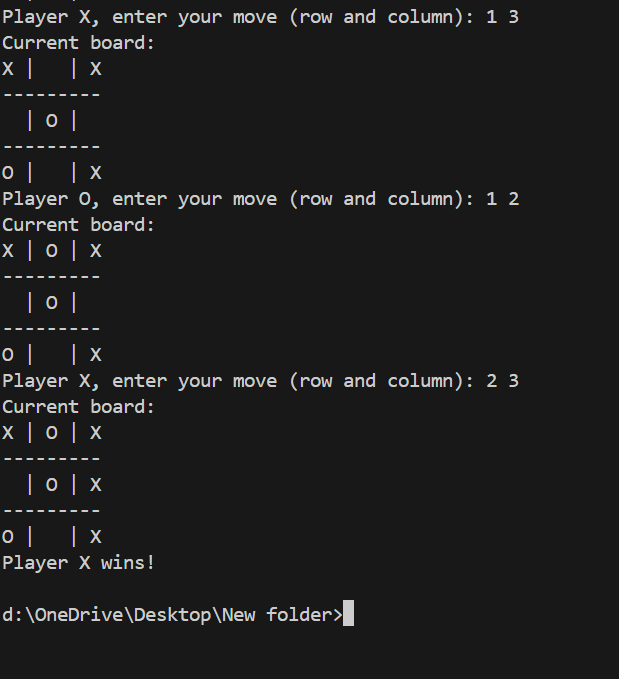 Player X, enter your move (row and column): 1 3
Current board:
X |   | X
---------
  | O |
---------
O |   | X
Player O, enter your move (row and column): 1 2
Current board:
X | O | X
---------
  | O |
---------
O |   | X
Player X, enter your move (row and column): 2 3
Current board:
X | O | X
---------
  | O | X
---------
O |   | X
Player X wins!
d:\OneDrive\Desktop\New folder>